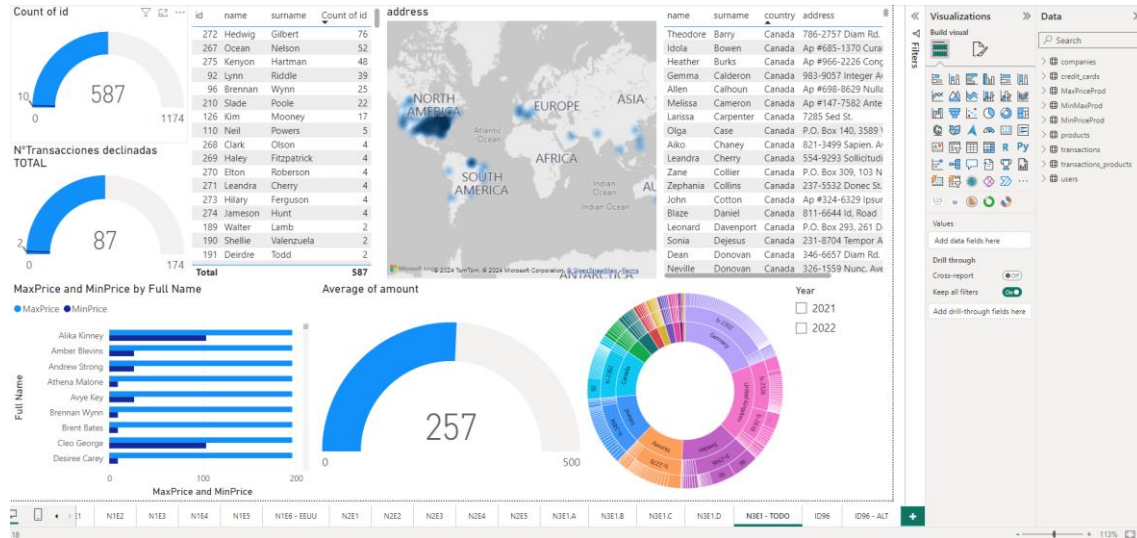 Count of id
10
587
0
1174
N°Transacciones declinadas
TOTAL
2
87
0
174
id name surname Count of id
272 Hedwig Gilbert 76
267 Ocean Nelson 52
275 Kenyon Hartman 48
92 Lynn Riddle 39
96 Brennan Wynn 25
210 Slade Poole 22
126 Kim Mooney 17
110 Neil Powers 5
268 Clark Olson 4
269 Haley Fitzpatrick 4
270 Elton Roberson 4
271 Leandra Cherry 4
273 Hilary Ferguson 4
274 Jameson Hunt 4
189 Walter Lamb 2
190 Shellie Valenzuela 2
191 Deirdre Todd 2
Total 587
address
NORTH
AMERICA
EUROPE
ASIA
Atlantic
Ocean
AFRICA
SOUTH
AMERICA
Indian
Ocean
Indian Ocean
AU
ANTARCTICA
© 2024 TomTom, © 2024 Microsoft Corporation, © OpenStreetMap Terms
name surname country address
Theodore Barry Canada 786-2757 Diam Rd.
Idola Bowen Canada Ap #685-1370 Cural
Heather Burks Canada Ap #966-2226 Cong
Gemma Calderon Canada 983-9057 Integer Av
Allen Calhoun Canada Ap #698-8629 Nulla
Melissa Cameron Canada Ap #147-7582 Ante
Larissa Carpenter Canada 7285 Sed St.
Olga Case Canada P.O. Box 140, 3589
Aiko Chaney Canada 821-3499 Sapien. A
Leandra Cherry Canada 554-9293 Sollicitudi
Zane Collier Canada P.O. Box 309, 103 N
Zephania Collins Canada 237-5532 Donec St.
John Cotton Canada Ap #324-6329 Ipsur
Blaze Daniel Canada 811-6644 Id, Road
Leonard Davenport Canada P.O. Box 293, 261 D
Sonia Dejesus Canada 231-8704 Tempor A
Dean Donovan Canada 346-6657 Diam Rd.
Neville Donovan Canada 326-1559 Nunc. Ave
MaxPrice and MinPrice by Full Name
MaxPrice MinPrice
Full Name
Alika Kinney
Amber Blevins
Andrew Strong
Athena Malone
Avye Key
Brennan Wynn
Brent Bates
Cleo George
Desiree Carey
0 100 200
MaxPrice and MinPrice
Average of amount
257
0
500
Germany
b-2302
United Kingdom
Sweden
Norway
Canada
Year
2021
2022
Filters
Visualizations
Build visual
Values
Add data fields here
Drill through
Cross-report
Off
Keep all filters
On
Add drill-through fields here
Data
Search
companies
credit_cards
MaxPriceProd
MinMaxProd
MinPriceProd
products
transactions
transactions_products
users
N1E2 N1E3 N1E4 N1E5 N1E6 - EEUU N2E1 N2E2 N2E3 N2E4 N2E5 N3E1.A N3E1.B N3E1.C N3E1.D N3E1 - TODO ID96 ID96 - ALT
113%